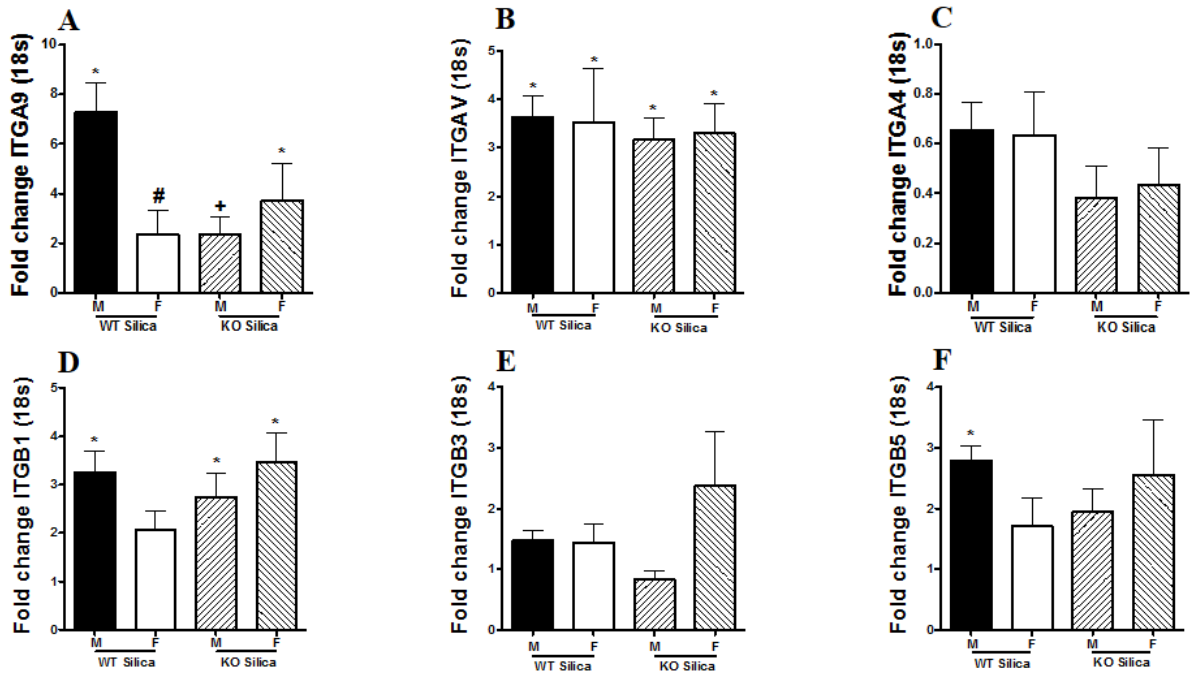 A
Fold change ITGA9 (18s)
10
8
6
4
2
0
*
#
+
*
M F M F
WT Silica KO Silica
B
Fold change ITGAV (18s)
5
4
3
2
1
0
*
*
*
*
M F M F
WT Silica KO Silica
C
Fold change ITGA4 (18s)
1.0
0.8
0.6
0.4
0.2
0.0
M F M F
WT Silica KO Silica
D
Fold change ITGB1 (18s)
5
4
3
2
1
0
*
*
*
M F M F
WT Silica KO Silica
E
Fold change ITGB3 (18s)
4
3
2
1
0
M F M F
WT Silica KO Silica
F
Fold change ITGB5 (18s)
4
3
2
1
0
*
M F M F
WT Silica KO Silica